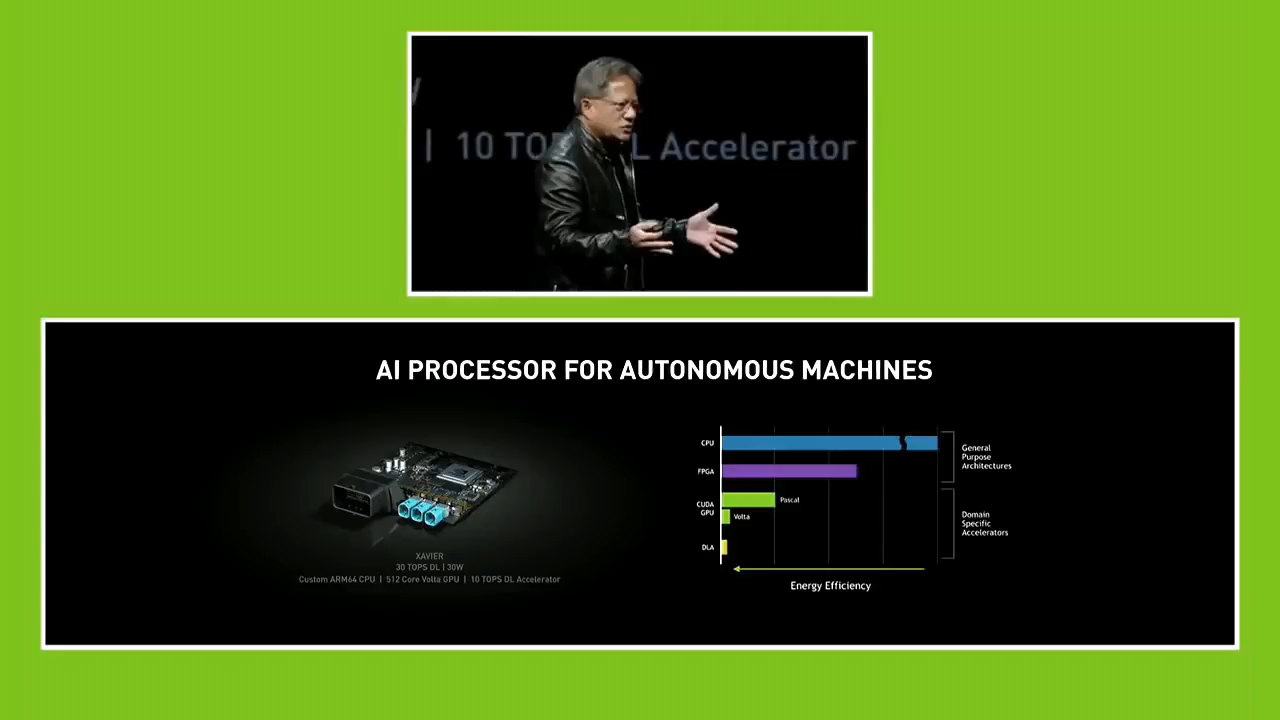 | 10 TOPS DL Accelerator
AI PROCESSOR FOR AUTONOMOUS MACHINES
XAVIER
30 TOPS DL | 30W
Custom ARM64 CPU | 512 Core Volta GPU | 10 TOPS DL Accelerator
CPU
FPGA
CUDA
GPU
DLA
Pascal
Volta
General
Purpose
Architectures
Domain
Specific
Accelerators
Energy Efficiency